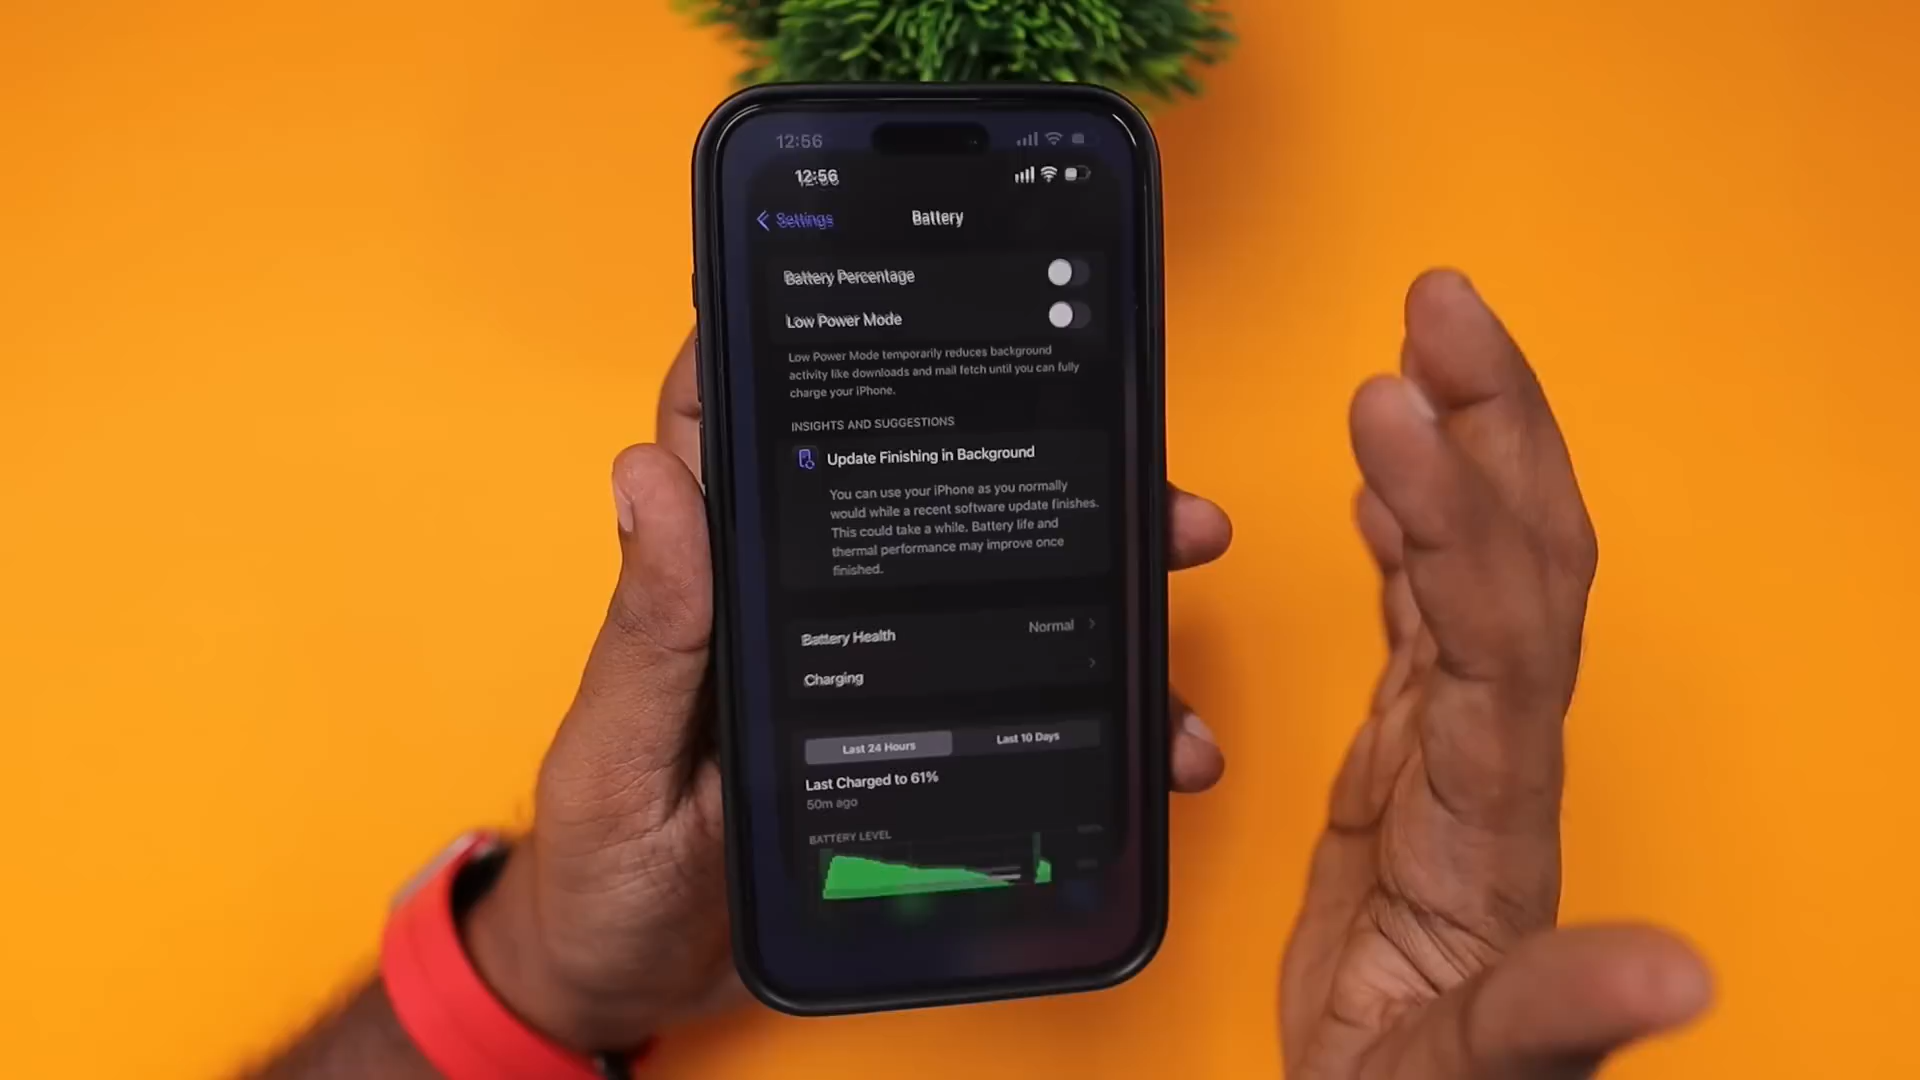 12:56
12:56
Settings
Battery
Battery Percentage
Low Power Mode
Low Power Mode temporarily reduces background
activity like downloads and mail fetch until you can fully
charge your iPhone.
INSIGHTS AND SUGGESTIONS
Update Finishing in Background
You can use your iPhone as you normally
would while a recent software update finishes.
This could take a while. Battery life and
thermal performance may improve once
finished.
Battery Health
Normal
Charging
Last 24 Hours
Last 10 Days
Last Charged to 61%
50m ago
BATTERY LEVEL